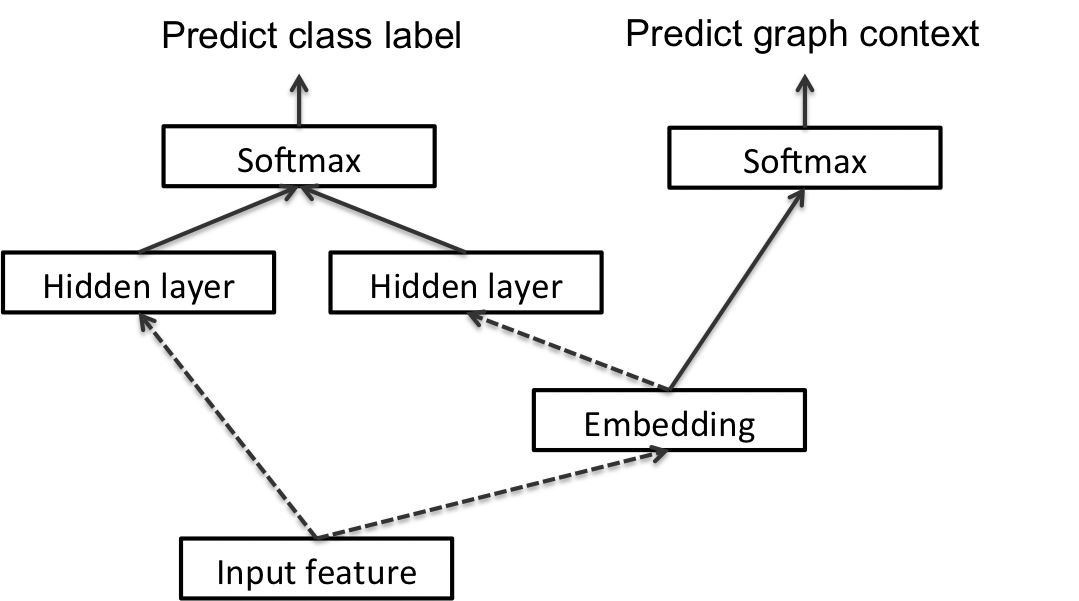 Predict class label
Predict graph context
Softmax
Softmax
Hidden layer
Hidden layer
Embedding
Input feature